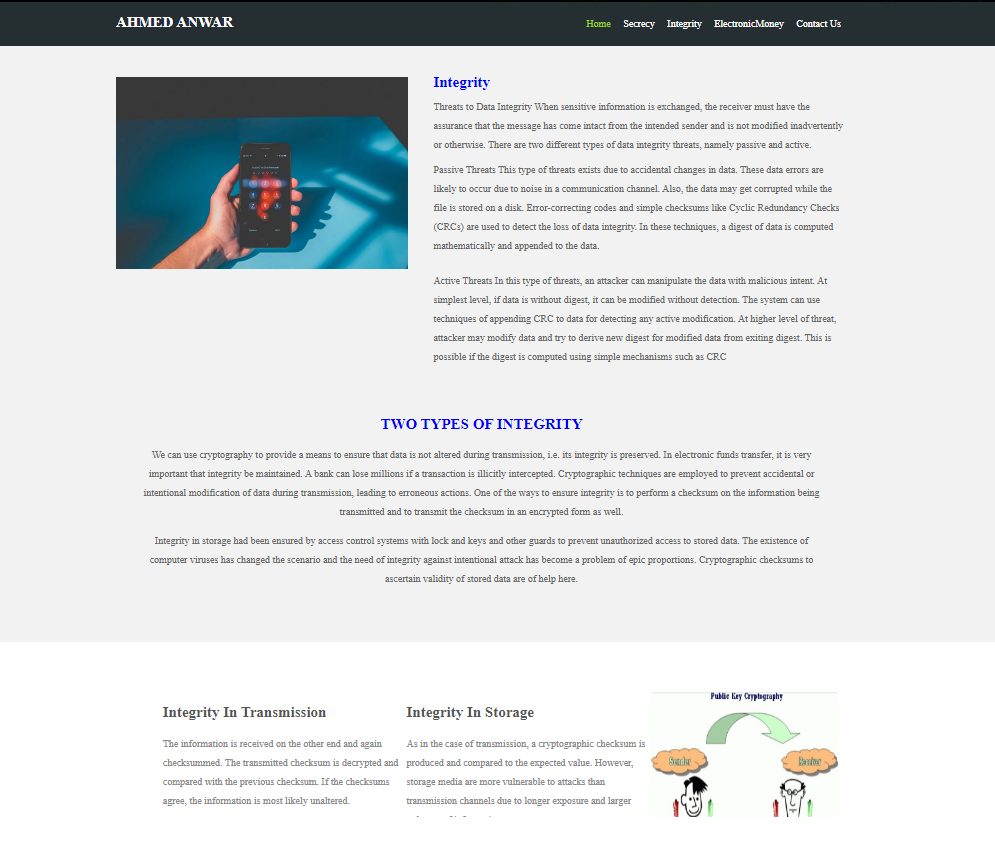 AHMED ANWAR
Home Secrecy Integrity ElectronicMoney Contact Us
Integrity
Threats to Data Integrity When sensitive information is exchanged, the receiver must have the
assurance that the message has come intact from the intended sender and is not modified inadvertently
or otherwise. There are two different types of data integrity threats, namely passive and active.
Passive Threats This type of threats exists due to accidental changes in data. These data errors are
likely to occur due to noise in a communication channel. Also, the data may get corrupted while the
file is stored on a disk. Error-correcting codes and simple checksums like Cyclic Redundancy Checks
(CRCs) are used to detect the loss of data integrity. In these techniques, a digest of data is computed
mathematically and appended to the data.
Active Threats In this type of threats, an attacker can manipulate the data with malicious intent. At
simplest level, if data is without digest, it can be modified without detection. The system can use
techniques of appending CRC to data for detecting any active modification. At higher level of threat,
attacker may modify data and try to derive new digest for modified data from exiting digest. This is
possible if the digest is computed using simple mechanisms such as CRC
TWO TYPES OF INTEGRITY
We can use cryptography to provide a means to ensure that data is not altered during transmission, i.e. its integrity is preserved. In electronic funds transfer, it is very
important that integrity be maintained. A bank can lose millions if a transaction is illicitly intercepted. Cryptographic techniques are employed to prevent accidental or
intentional modification of data during transmission, leading to erroneous actions. One of the ways to ensure integrity is to perform a checksum on the information being
transmitted and to transmit the checksum in an encrypted form as well.
Integrity in storage had been ensured by access control systems with lock and keys and other guards to prevent unauthorized access to stored data. The existence of
computer viruses has changed the scenario and the need of integrity against intentional attack has become a problem of epic proportions. Cryptographic checksums to
ascertain validity of stored data are of help here.
Integrity In Transmission
The information is received on the other end and again
checksummed. The transmitted checksum is decrypted and
compared with the previous checksum. If the checksums
agree, the information is most likely unaltered.
Integrity In Storage
As in the case of transmission, a cryptographic checksum is
produced and compared to the expected value. However,
storage media are more vulnerable to attacks than
transmission channels due to longer exposure and larger
Public Key Cryptography
Sender